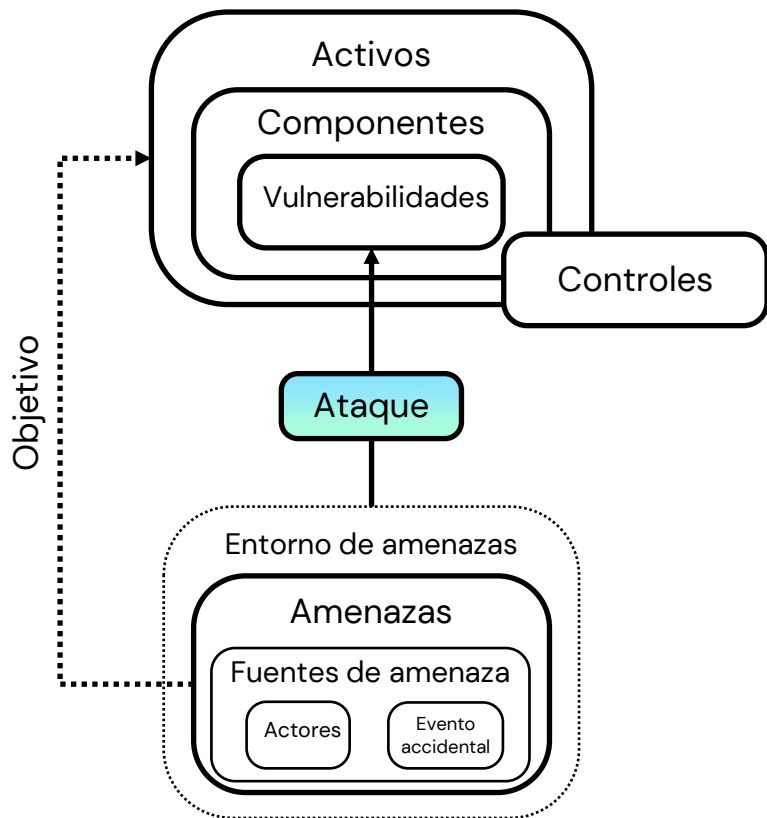 Activos
Componentes
Vulnerabilidades
Controles
Objetivo
Ataque
Entorno de amenazas
Amenazas
Fuentes de amenaza
Actores
Evento
accidental